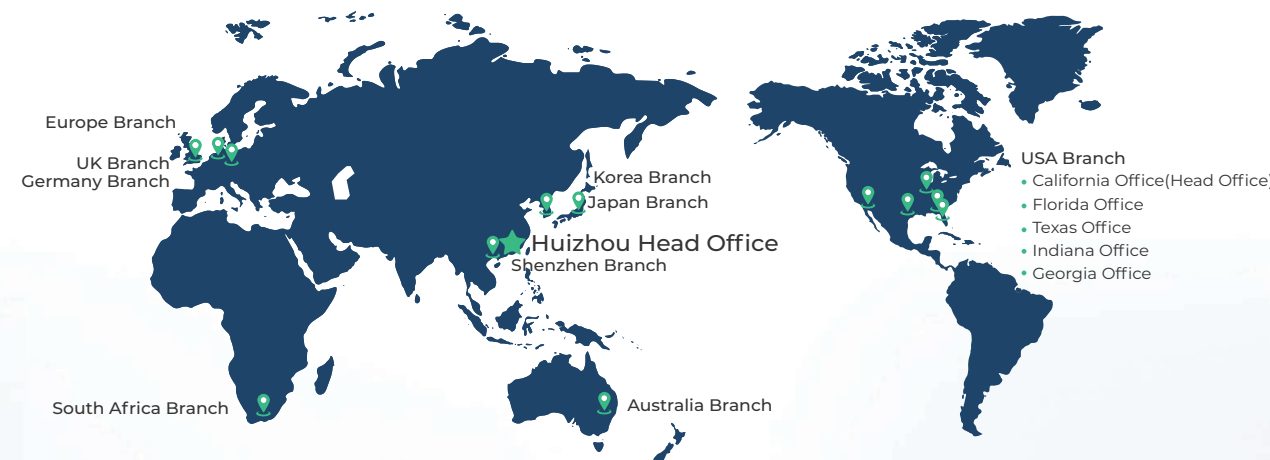 Europe Branch
UK Branch
Germany Branch
Korea Branch
Japan Branch
Huizhou Head Office
Shenzhen Branch
South Africa Branch
Australia Branch
USA Branch
• California Office(Head Office)
• Florida Office
• Texas Office
• Indiana Office
• Georgia Office